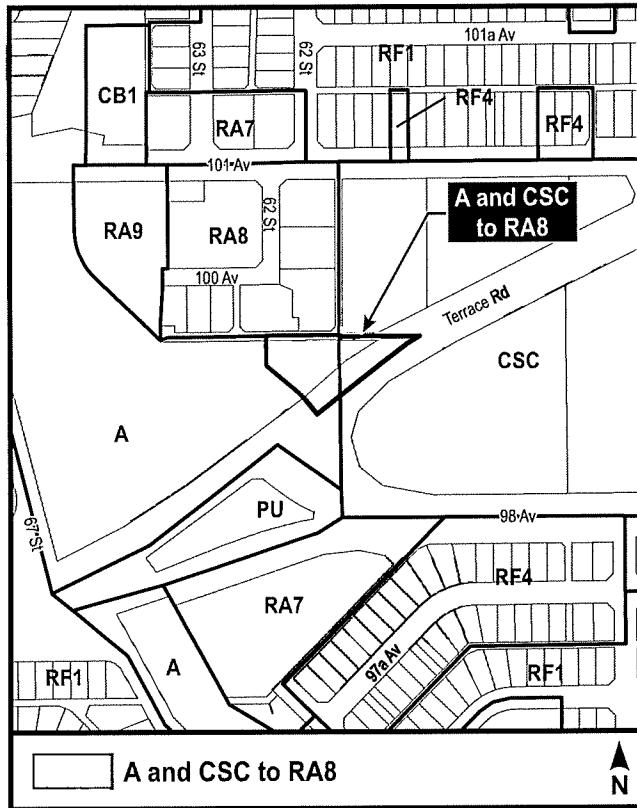 101a Av
63 St
62 St
RF1
CB1
RF4
RA7
RF4
101 Av
A and CSC
to RA8
RA9
RA8
62 St
100 Av
Terrace Rd
CSC
A
PU
67 St
98 Av
RF4
RA7
97a Av
RF1
A
RF1
A and CSC to RA8
N